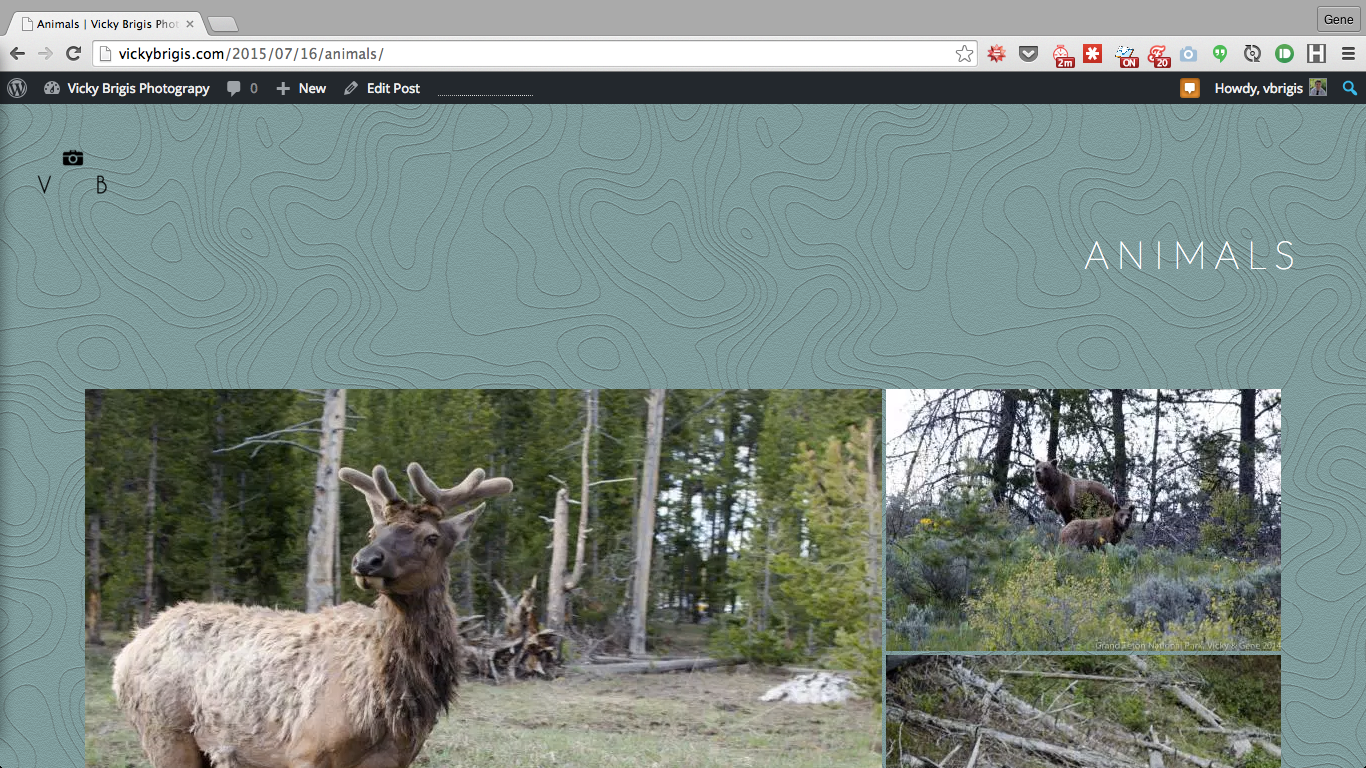 Animals | Vicky Brigis Phot
Gene
vickybrigis.com/2015/07/16/animals/
2m
ON
20
H
Vicky Brigis Photograpy 0 New Edit Post Howdy, vbrigis
V B
ANIMALS
Grand Teton National Park, Vicky & Gene 2014